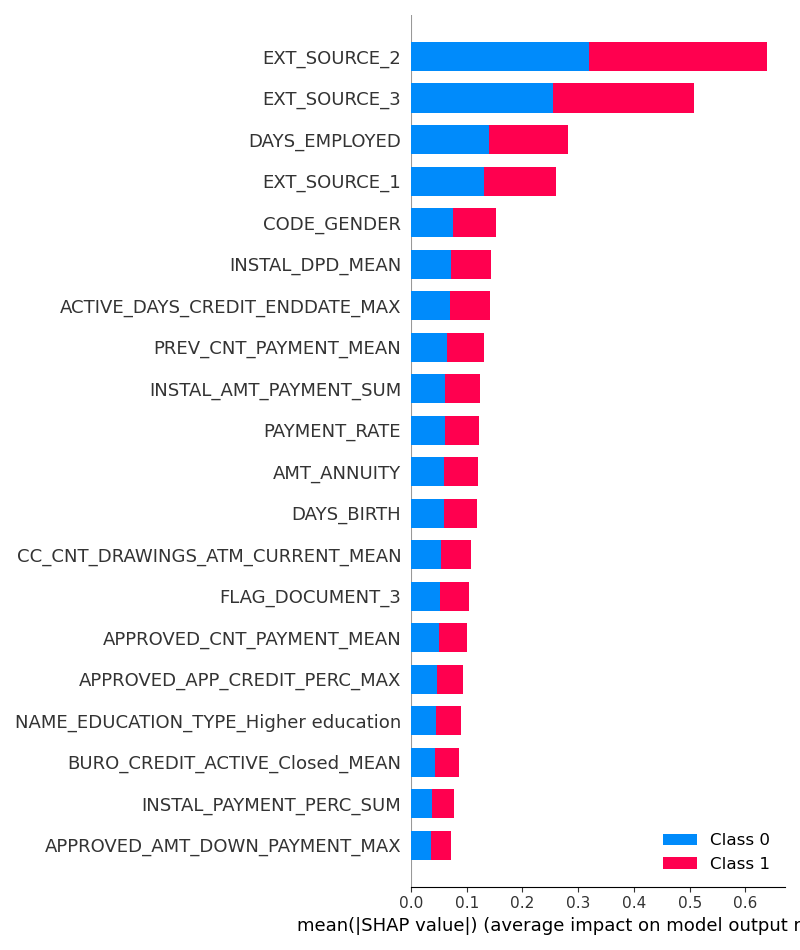 EXT_SOURCE_2
EXT_SOURCE_3
DAYS_EMPLOYED
EXT_SOURCE_1
CODE_GENDER
INSTAL_DPD_MEAN
ACTIVE_DAYS_CREDIT_ENDDATE_MAX
PREV_CNT_PAYMENT_MEAN
INSTAL_AMT_PAYMENT_SUM
PAYMENT_RATE
AMT_ANNUITY
DAYS_BIRTH
CC_CNT_DRAWINGS_ATM_CURRENT_MEAN
FLAG_DOCUMENT_3
APPROVED_CNT_PAYMENT_MEAN
APPROVED_APP_CREDIT_PERC_MAX
NAME_EDUCATION_TYPE_Higher education
BURO_CREDIT_ACTIVE_Closed_MEAN
INSTAL_PAYMENT_PERC_SUM
APPROVED_AMT_DOWN_PAYMENT_MAX
Class 0
Class 1
0.0 0.1 0.2 0.3 0.4 0.5 0.6
mean(|SHAP value|) (average impact on model output